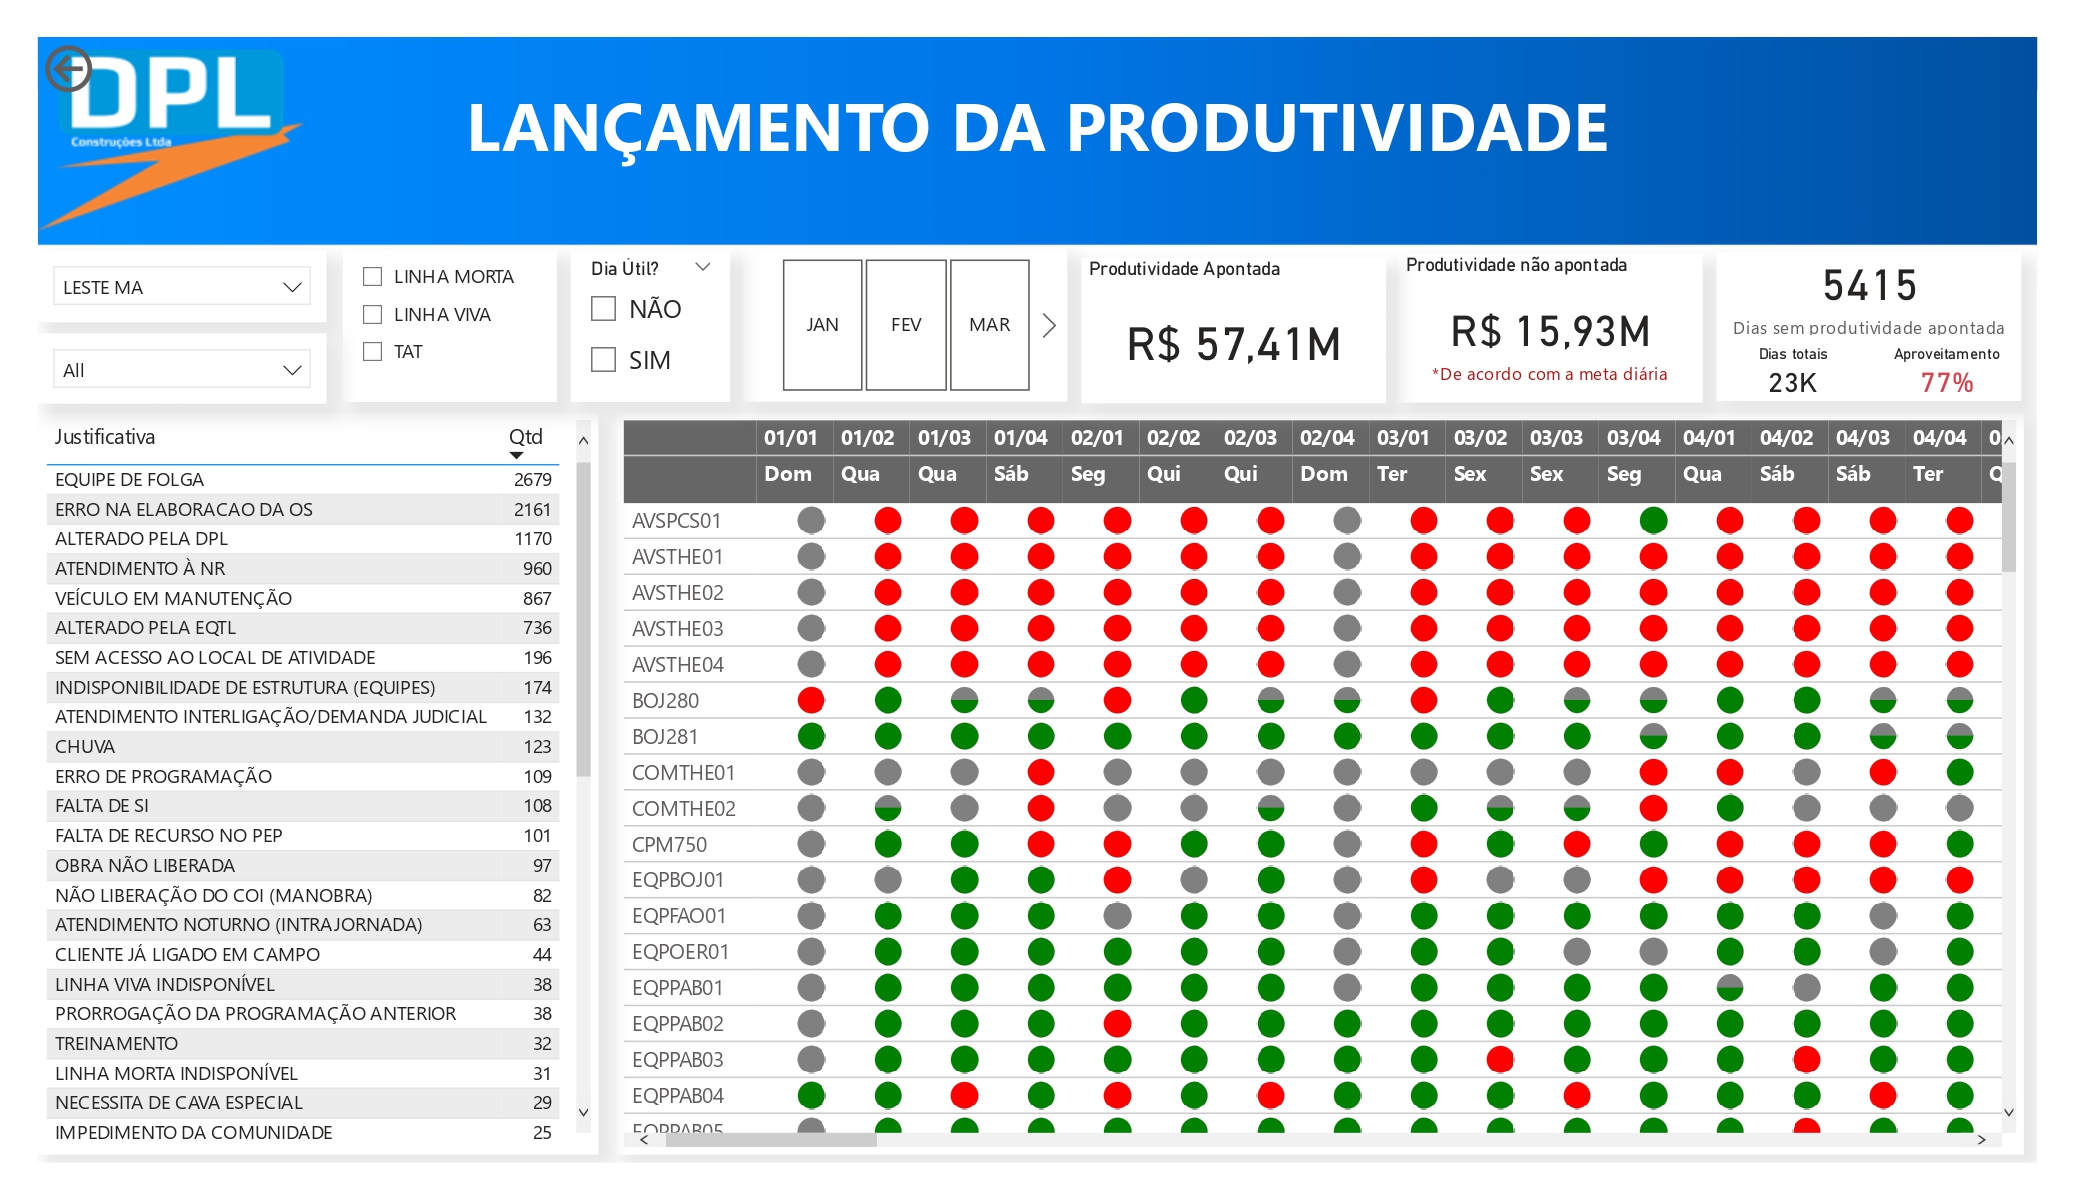 DPL
Construções Ltda
LANÇAMENTO DA PRODUTIVIDADE
LESTE MA
All
LINHA MORTA
LINHA VIVA
TAT
Dia Útil?
NÃO
SIM
JAN FEV MAR
Produtividade Apontada
R$ 57,41M
Produtividade não apontada
R$ 15,93M
*De acordo com a meta diária
5415
Dias sem produtividade apontada
Dias totais Aproveitamento
23K 77%
Justificativa Qtd
EQUIPE DE FOLGA 2679
ERRO NA ELABORACAO DA OS 2161
ALTERADO PELA DPL 1170
ATENDIMENTO À NR 960
VEÍCULO EM MANUTENÇÃO 867
ALTERADO PELA EQTL 736
SEM ACESSO AO LOCAL DE ATIVIDADE 196
INDISPONIBILIDADE DE ESTRUTURA (EQUIPES) 174
ATENDIMENTO INTERLIGAÇÃO/DEMANDA JUDICIAL 132
CHUVA 123
ERRO DE PROGRAMAÇÃO 109
FALTA DE SI 108
FALTA DE RECURSO NO PEP 101
OBRA NÃO LIBERADA 97
NÃO LIBERAÇÃO DO COI (MANOBRA) 82
ATENDIMENTO NOTURNO (INTRAJORNADA) 63
CLIENTE JÁ LIGADO EM CAMPO 44
LINHA VIVA INDISPONÍVEL 38
PRORROGAÇÃO DA PROGRAMAÇÃO ANTERIOR 38
TREINAMENTO 32
LINHA MORTA INDISPONÍVEL 31
NECESSITA DE CAVA ESPECIAL 29
IMPEDIMENTO DA COMUNIDADE 25
01/01 01/02 01/03 01/04 02/01 02/02 02/03 02/04 03/01 03/02 03/03 03/04 04/01 04/02 04/03 04/04
Dom Qua Qua Sáb Seg Qui Qui Dom Ter Sex Sex Seg Qua Sáb Sáb Ter
AVSPCS01
AVSTHE01
AVSTHE02
AVSTHE03
AVSTHE04
BOJ280
BOJ281
COMTHE01
COMTHE02
CPM750
EQPBOJ01
EQPFAO01
EQPOER01
EQPPAB01
EQPPAB02
EQPPAB03
EQPPAB04
EQPPAB05